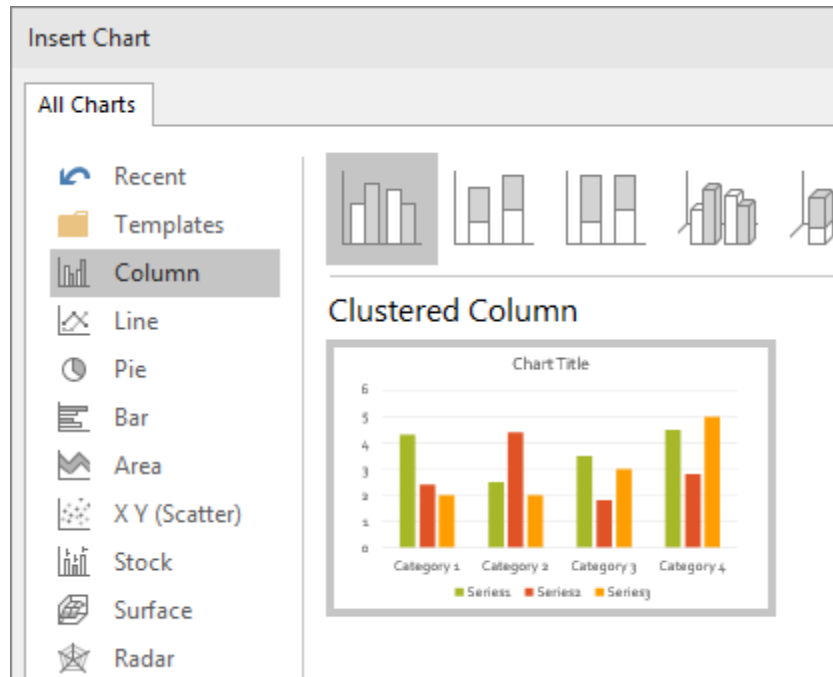 Insert Chart
All Charts
Recent
Templates
Column
Line
Pie
Bar
Area
X Y (Scatter)
Stock
Surface
Radar
Clustered Column
Chart Title
6
5
4
3
2
1
0
Category 1 Category 2 Category 3 Category 4
Series1 Series2 Series3